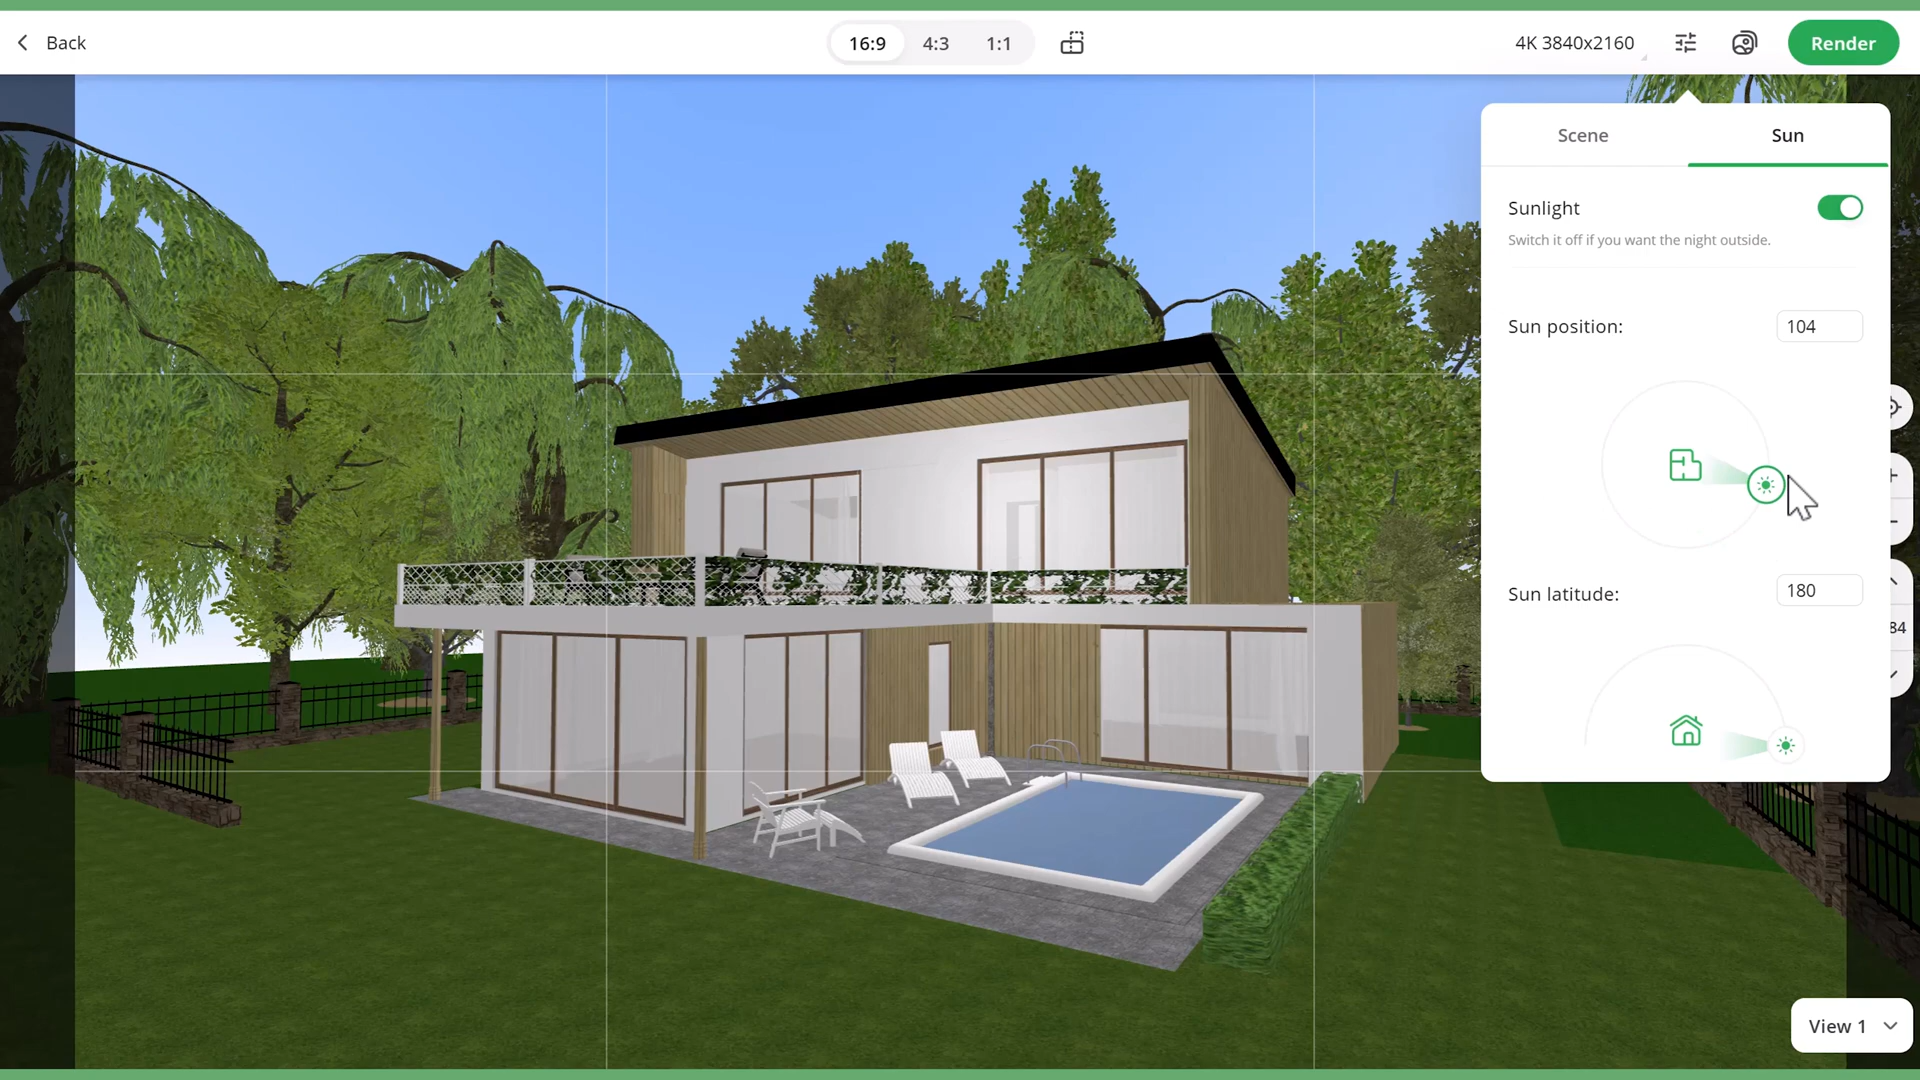 Back
16:9 4:3 1:1
4K 3840x2160
Render
Scene Sun
Sunlight
Switch it off if you want the night outside.
Sun position: 104
Sun latitude: 180
84
View 1